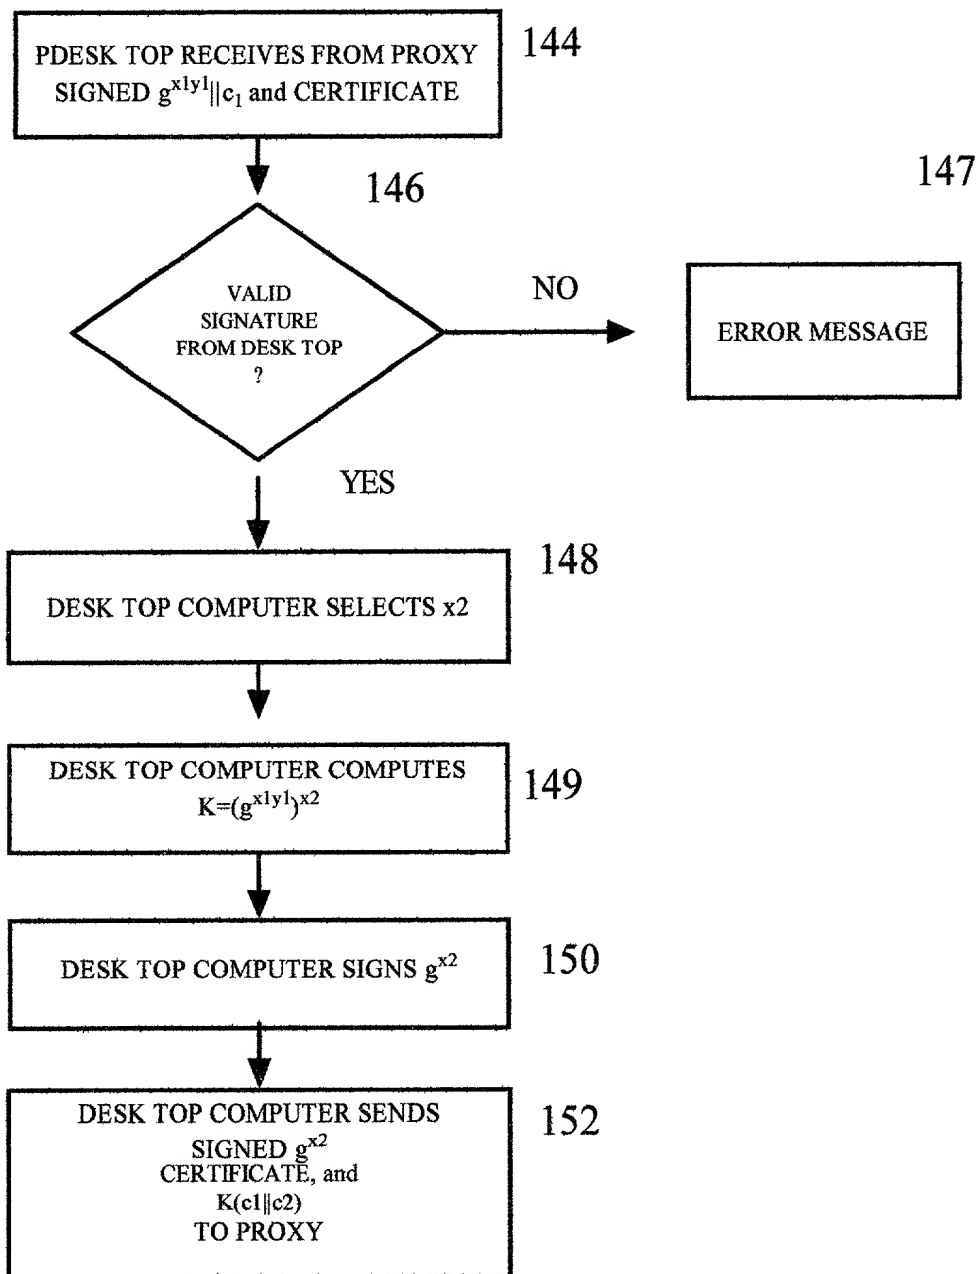 PDESK TOP RECEIVES FROM PROXY
SIGNED g^x1y1||c₁ and CERTIFICATE
144
146
147
VALID
SIGNATURE
FROM DESK TOP
?
NO
ERROR MESSAGE
YES
DESK TOP COMPUTER SELECTS x2
148
DESK TOP COMPUTER COMPUTES
K=(g^x1y1)^x2
149
DESK TOP COMPUTER SIGNS g^x2
150
DESK TOP COMPUTER SENDS
SIGNED g^x2
CERTIFICATE, and
K(c1||c2)
TO PROXY
152